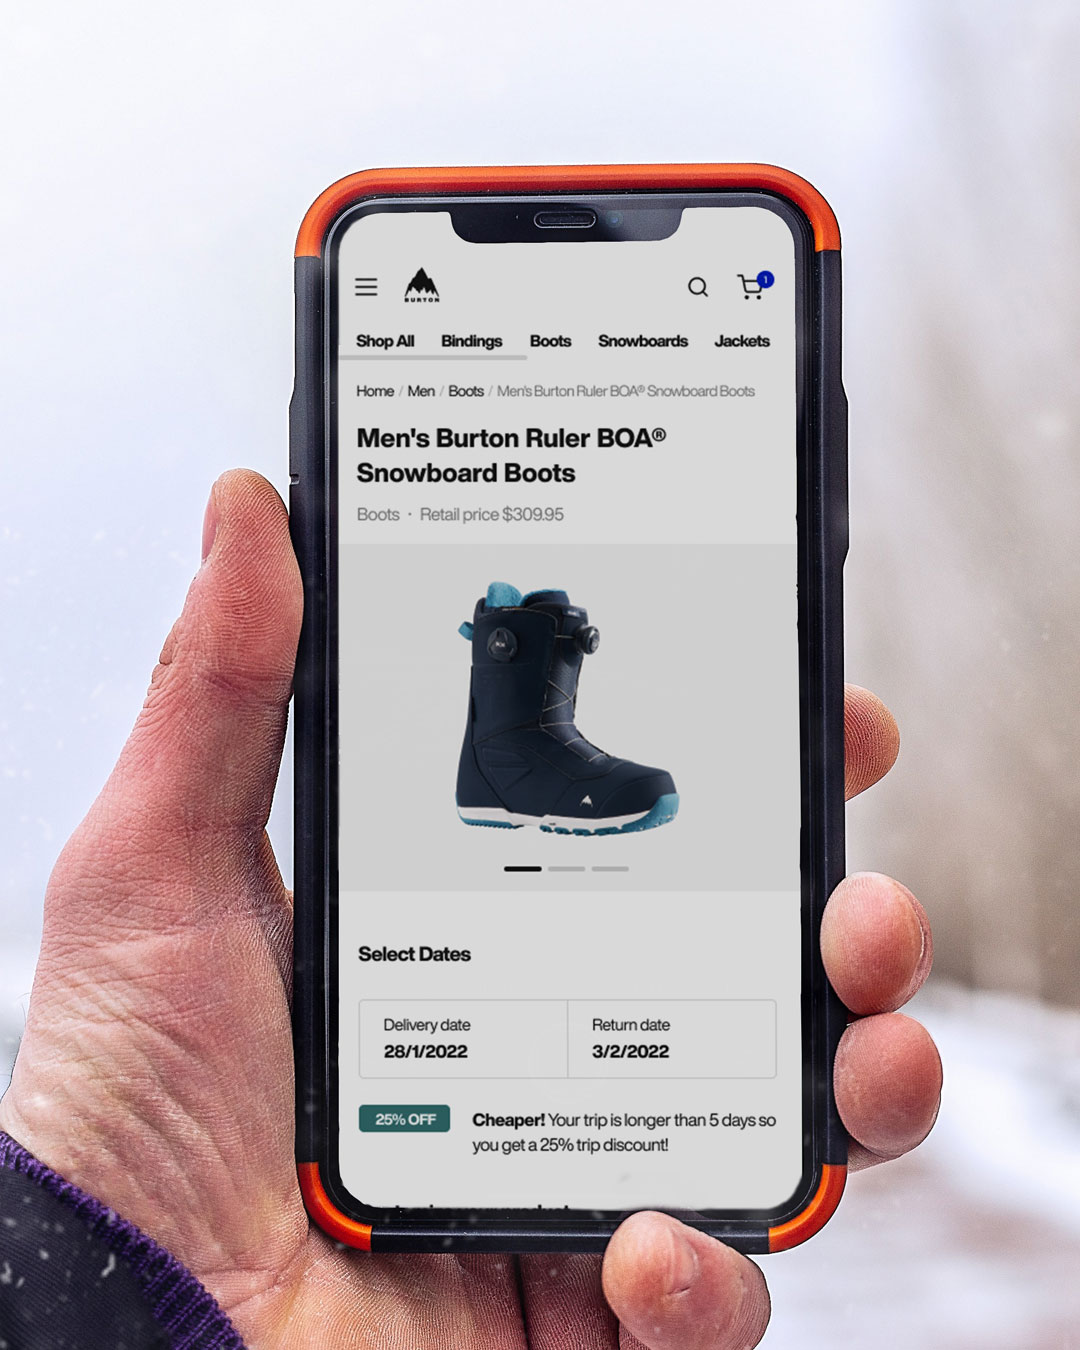 BURTON
1
Shop All Bindings Boots Snowboards Jackets
Home / Men / Boots / Men's Burton Ruler BOA® Snowboard Boots
Men's Burton Ruler BOA®
Snowboard Boots
Boots · Retail price $309.95
Select Dates
Delivery date Return date
28/1/2022 3/2/2022
25% OFF Cheaper! Your trip is longer than 5 days so
you get a 25% trip discount!